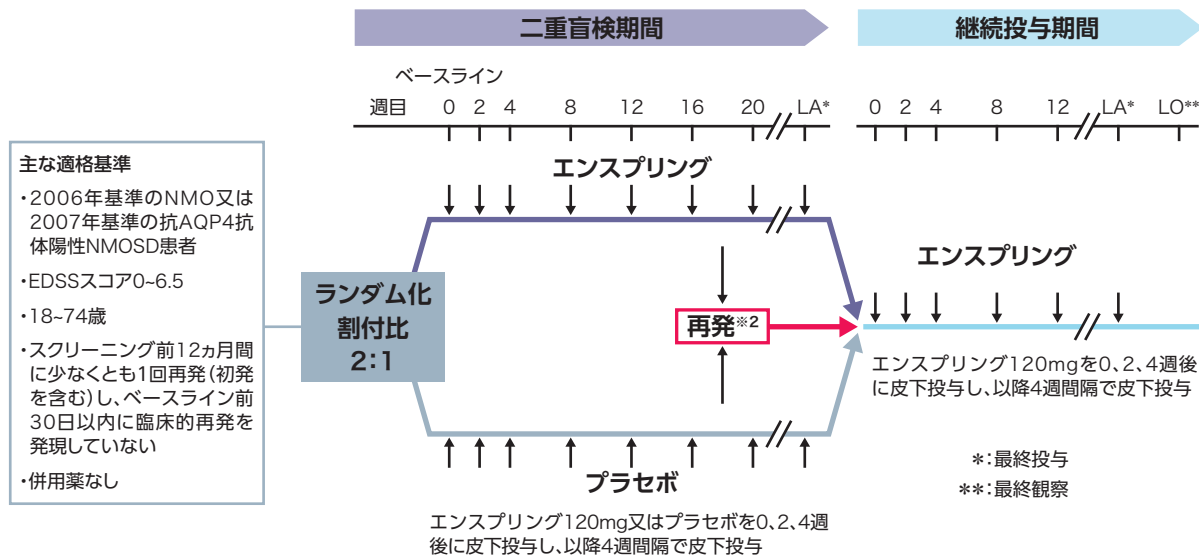 二重盲検期間
継続投与期間
ベースライン
週目 0 2 4 8 12 16 20 LA*
0 2 4 8 12 LA* LO**
主な適格基準
・2006年基準のNMO又は
2007年基準の抗AQP4抗
体陽性NMOSD患者
・EDSSスコア0~6.5
・18~74歳
・スクリーニング前12ヵ月間
に少なくとも1回再発(初発
を含む)し、ベースライン前
30日以内に臨床的再発を
発現していない
・併用薬なし
ランダム化
割付比
2:1
エンスプリング
再発※2
プラセボ
エンスプリング120mg又はプラセボを0、2、4週
後に皮下投与し、以降4週間隔で皮下投与
エンスプリング
エンスプリング120mgを0、2、4週後
に皮下投与し、以降4週間隔で皮下投与
*:最終投与
**:最終観察